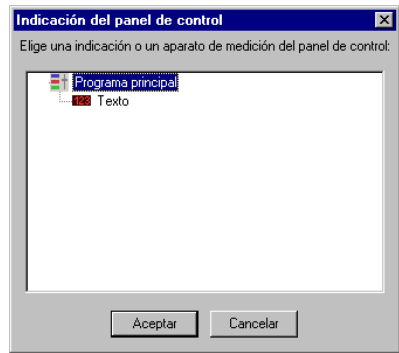 Indicación del panel de control
Elige una indicación o un aparato de medición del panel de control:
Programa principal
123 Texto
Aceptar Cancelar